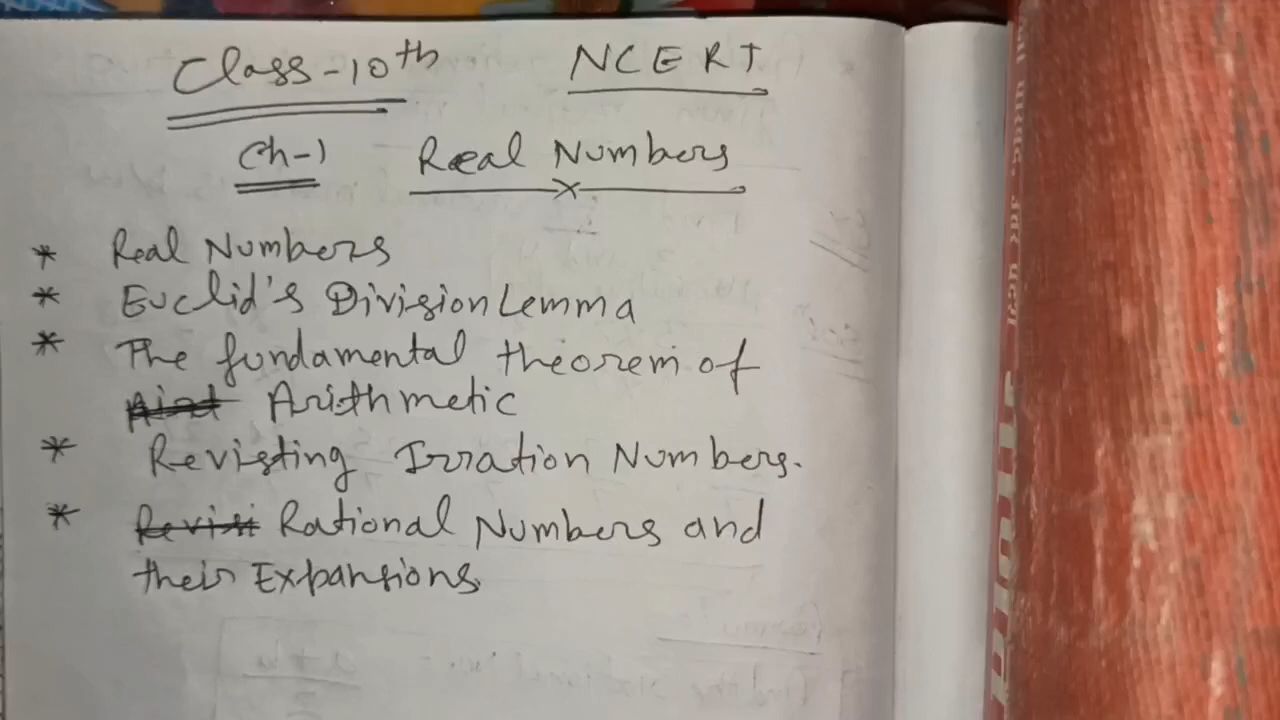 Class-10th NCERT
Ch-1 Real Numbers
* Real Numbers
* Euclid's Division Lemma
* The fundamental theorem of
Arithmetic
* Revisting Irration Numbers.
* Rational Numbers and
their Expansions.